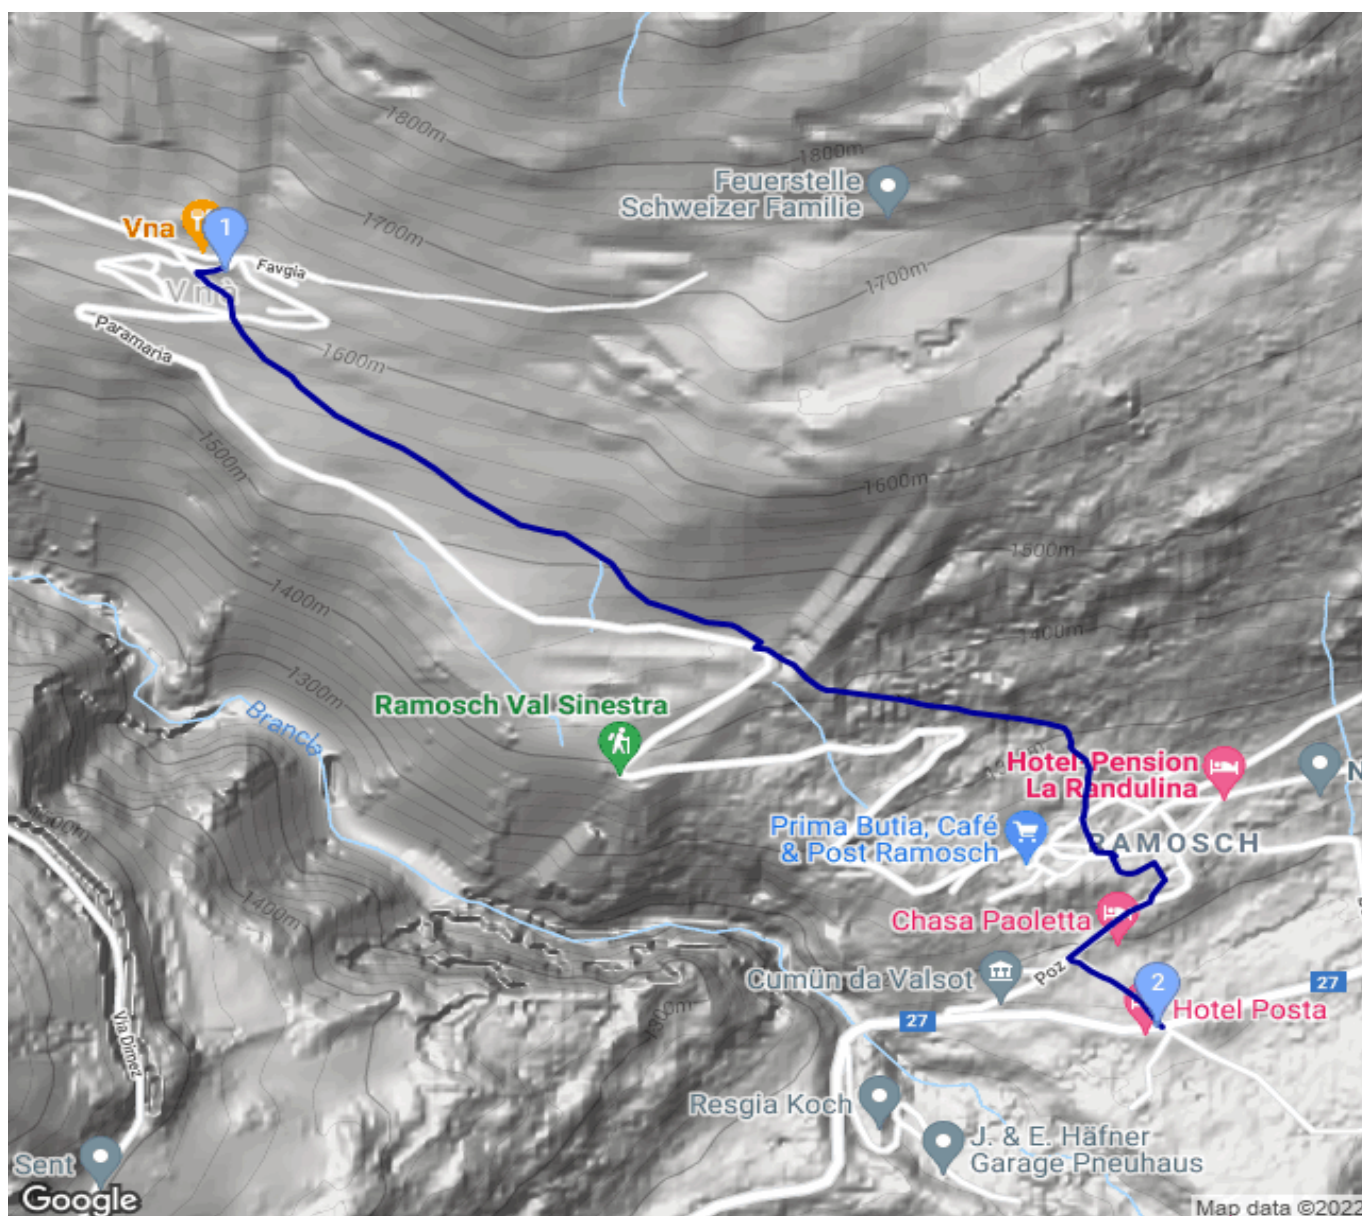 1800m
1800m
Feuerstelle
Schweizer Familie
Vna
1
1700m
1700m
Favgia
Vnà
Paramaria
1600m
1600m
1500m
1500m
1400m
1400m
1300m
Brancla
Ramosch Val Sinestra
Hotel-Pension
La Randulina
N
Prima Butia, Café
& Post Ramosch
RAMOSCH
1400m
Chasa Paoletta
Cumün da Valsot
Poz
2
27
27
Hotel Posta
1300m
Via Dimez
Resgia Koch
J. & E. Häfner
Garage Pneuhaus
Sent
Google
Map data ©2022